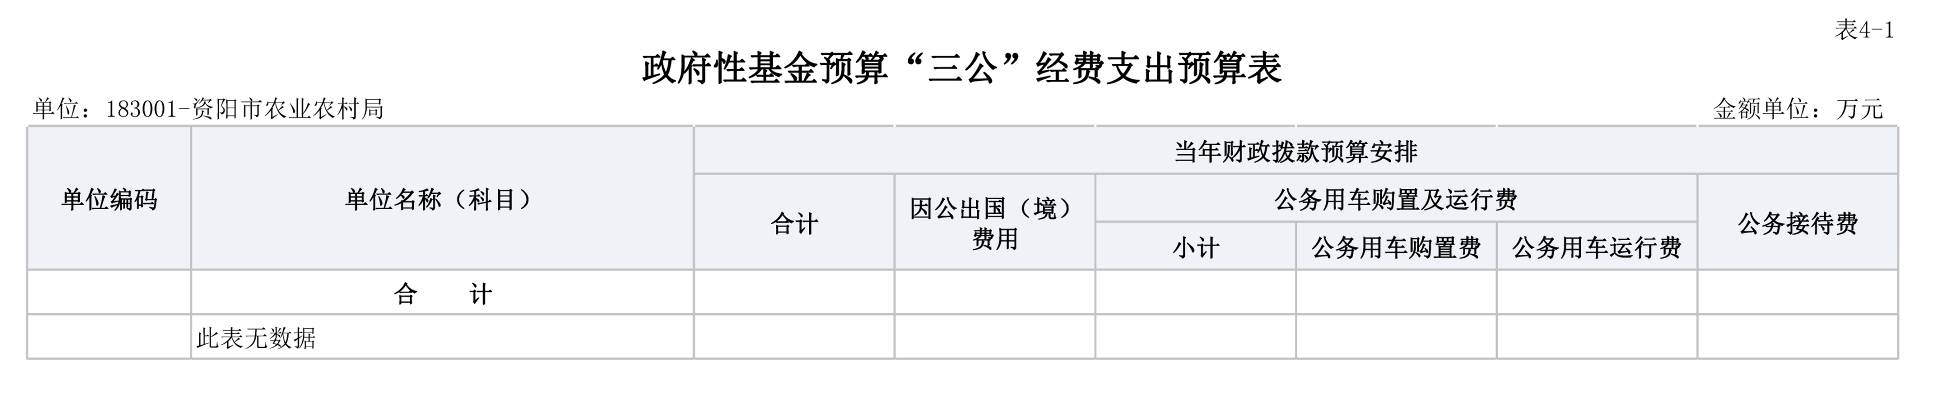 表4-1
政府性基金预算“三公”经费支出预算表
单位：183001-资阳市农业农村局 金额单位：万元
单位编码 单位名称（科目） 当年财政拨款预算安排
合计 因公出国（境）费用 公务用车购置及运行费 公务接待费
小计 公务用车购置费 公务用车运行费
合 计
此表无数据